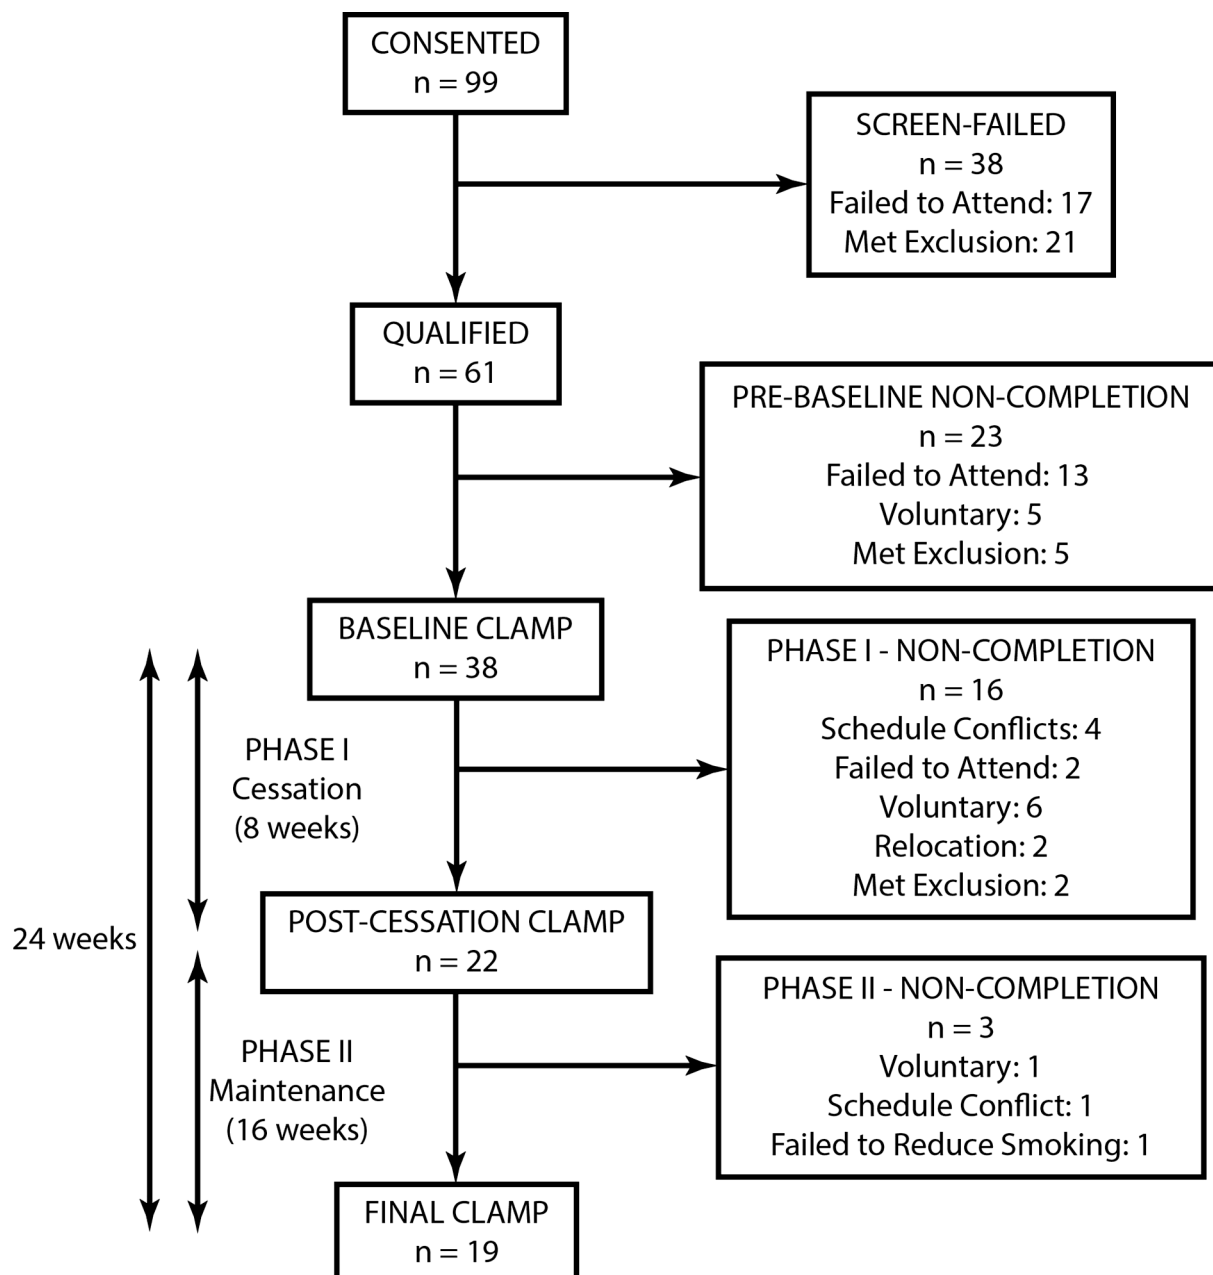 CONSENTED
n = 99
SCREEN-FAILED
n = 38
Failed to Attend: 17
Met Exclusion: 21
QUALIFIED
n = 61
PRE-BASELINE NON-COMPLETION
n = 23
Failed to Attend: 13
Voluntary: 5
Met Exclusion: 5
BASELINE CLAMP
n = 38
PHASE I - NON-COMPLETION
n = 16
Schedule Conflicts: 4
Failed to Attend: 2
Voluntary: 6
Relocation: 2
Met Exclusion: 2
PHASE I
Cessation
(8 weeks)
POST-CESSATION CLAMP
n = 22
24 weeks
PHASE II - NON-COMPLETION
n = 3
Voluntary: 1
Schedule Conflict: 1
Failed to Reduce Smoking: 1
PHASE II
Maintenance
(16 weeks)
FINAL CLAMP
n = 19